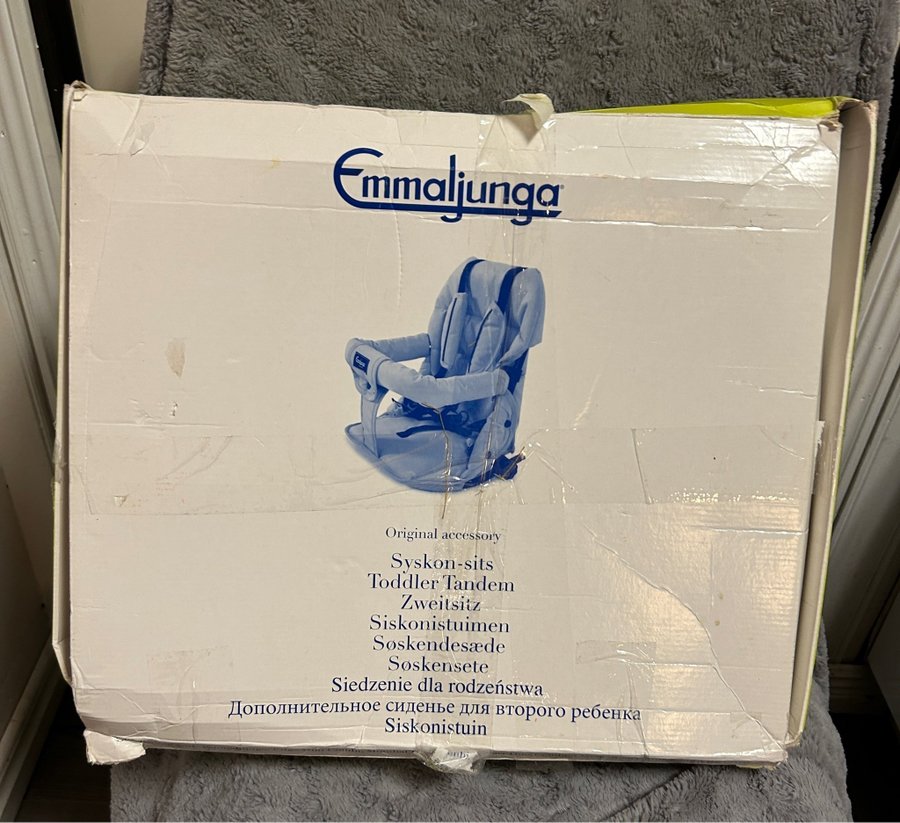 Emmaljunga
Original accessory
Syskon-sits
Toddler Tandem
Zweitsitz
Siskonistuimen
Søskendesæde
Søskensete
Siedzenie dla rodzeństwa
Дополнительное сиденье для второго ребенка
Siskonistuin